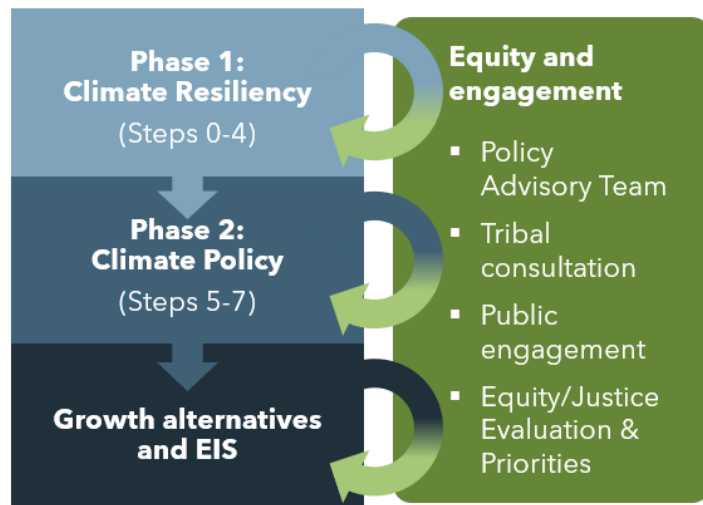 Phase 1:
Climate Resiliency
(Steps 0-4)
Phase 2:
Climate Policy
(Steps 5-7)
Growth alternatives
and EIS
Equity and
engagement
▪ Policy
Advisory Team
▪ Tribal
consultation
▪ Public
engagement
▪ Equity/Justice
Evaluation &
Priorities